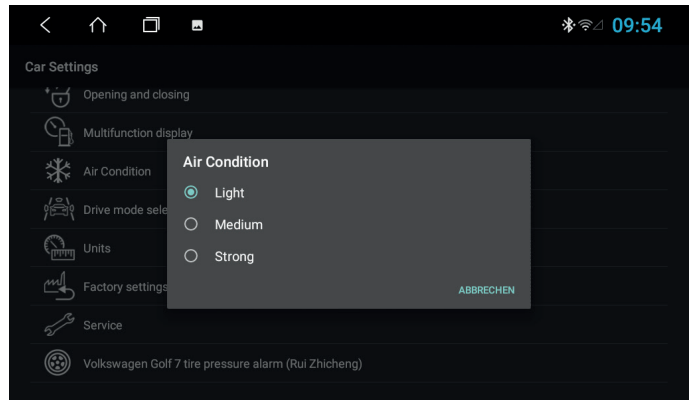 09:54
Car Settings
Opening and closing
Multifunction display
Air Condition
Air Condition
Light
Drive mode sele
Medium
Units
Strong
Factory settings
ABBRECHEN
Service
Volkswagen Golf 7 tire pressure alarm (Rui Zhicheng)